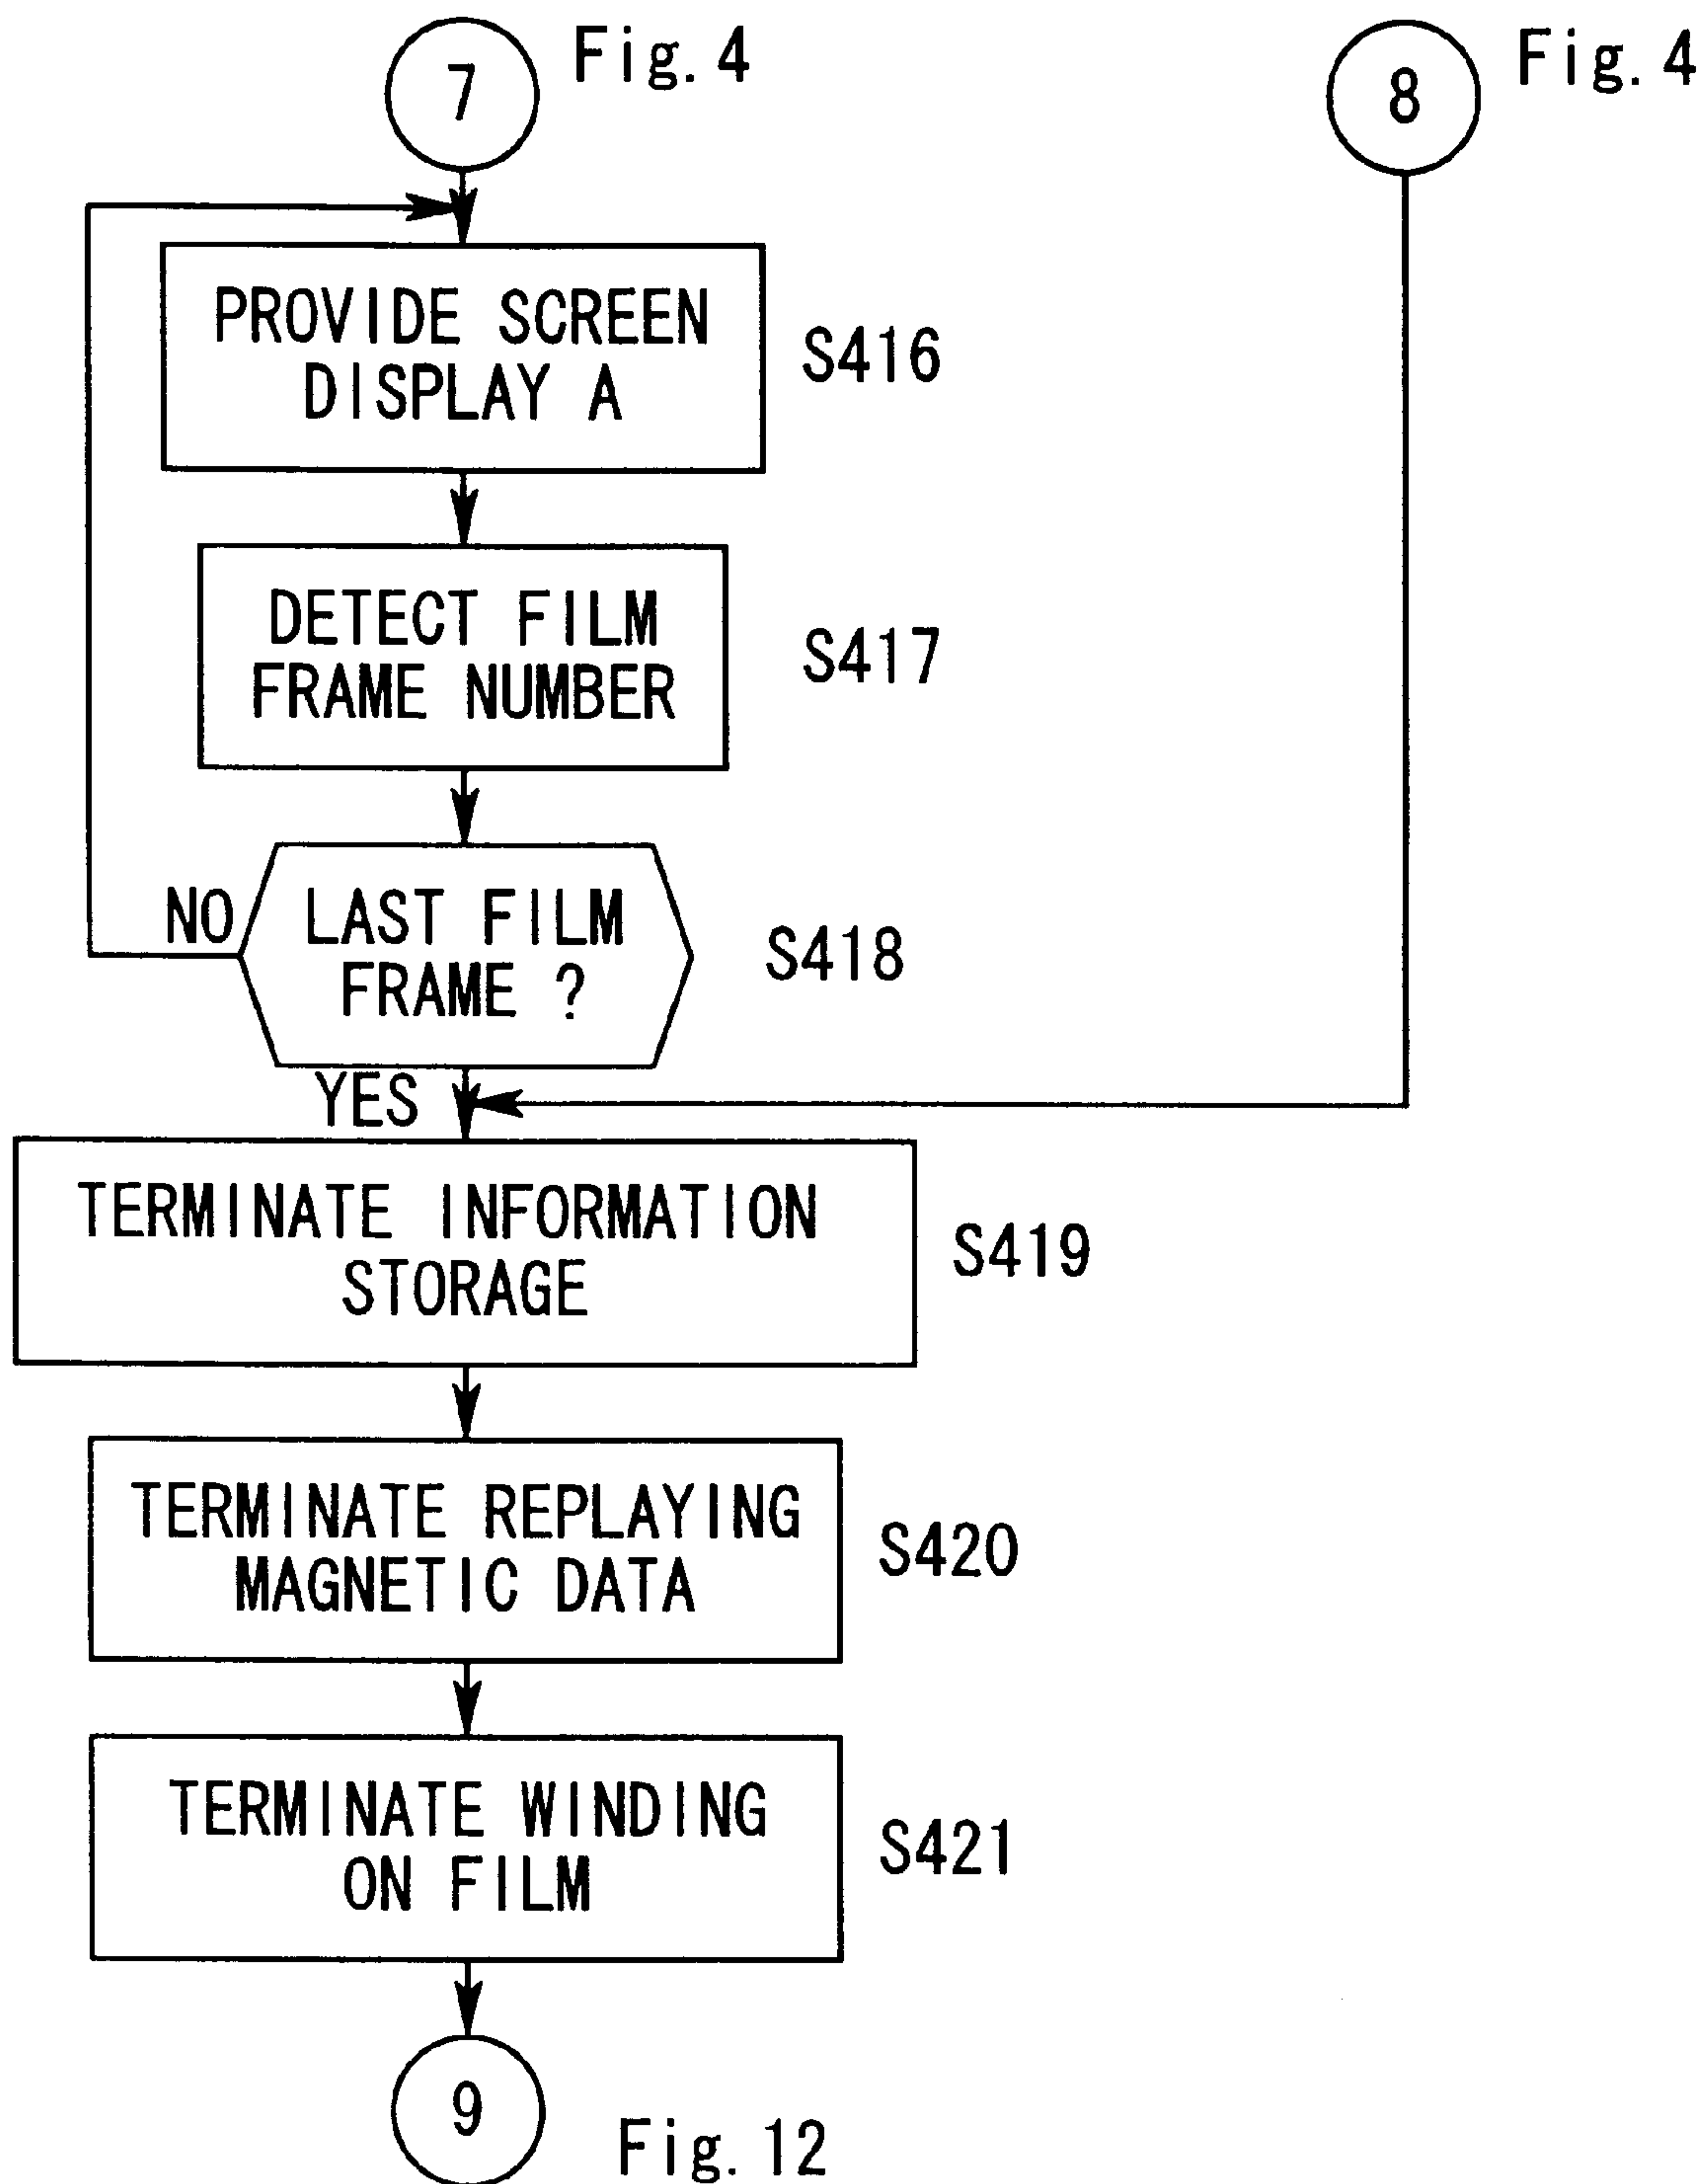 7 Fig. 4
8 Fig. 4
PROVIDE SCREEN
DISPLAY A
S416
DETECT FILM
FRAME NUMBER
S417
NO
LAST FILM
FRAME ?
S418
YES
TERMINATE INFORMATION
STORAGE
S419
TERMINATE REPLAYING
MAGNETIC DATA
S420
TERMINATE WINDING
ON FILM
S421
9
Fig. 12